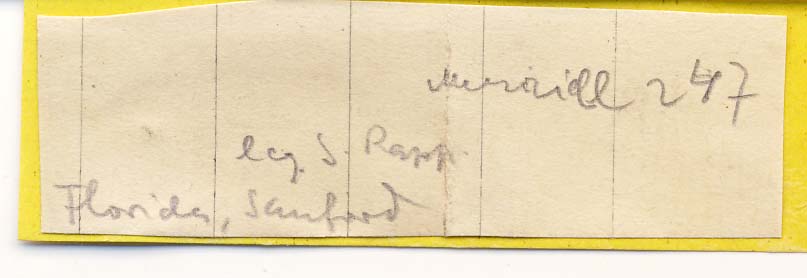 247
leg. S. Rapp.
Florida, Sanford